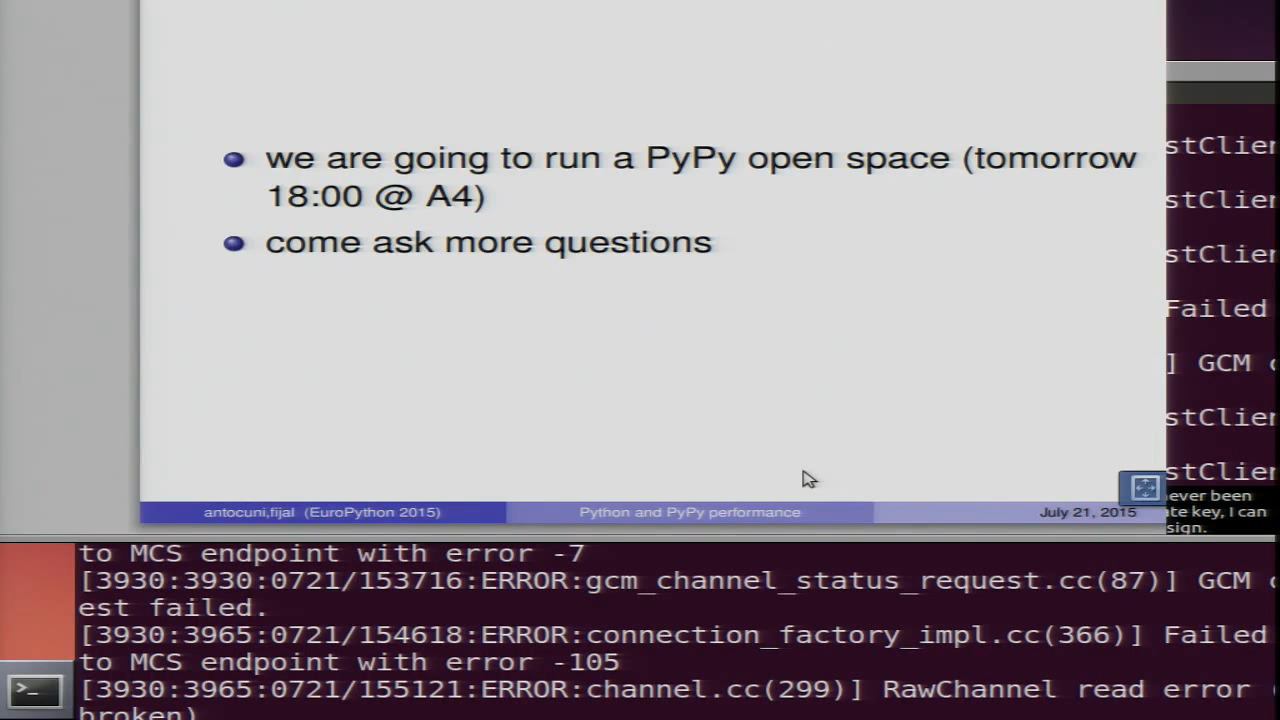 we are going to run a PyPy open space (tomorrow
18:00 @ A4)
come ask more questions
antocuni,fijal (EuroPython 2015)
Python and PyPy performance
July 21, 2015
stClien
stClien
stClien
Failed
] GCM
stClien
stClien
ever been
ate key, I can
sign.
to MCS endpoint with error -7
[3930:3930:0721/153716:ERROR:gcm_channel_status_request.cc(87)] GCM c
est failed.
[3930:3965:0721/154618:ERROR:connection_factory_impl.cc(366)] Failed
to MCS endpoint with error -105
[3930:3965:0721/155121:ERROR:channel.cc(299)] RawChannel read error (
broken)